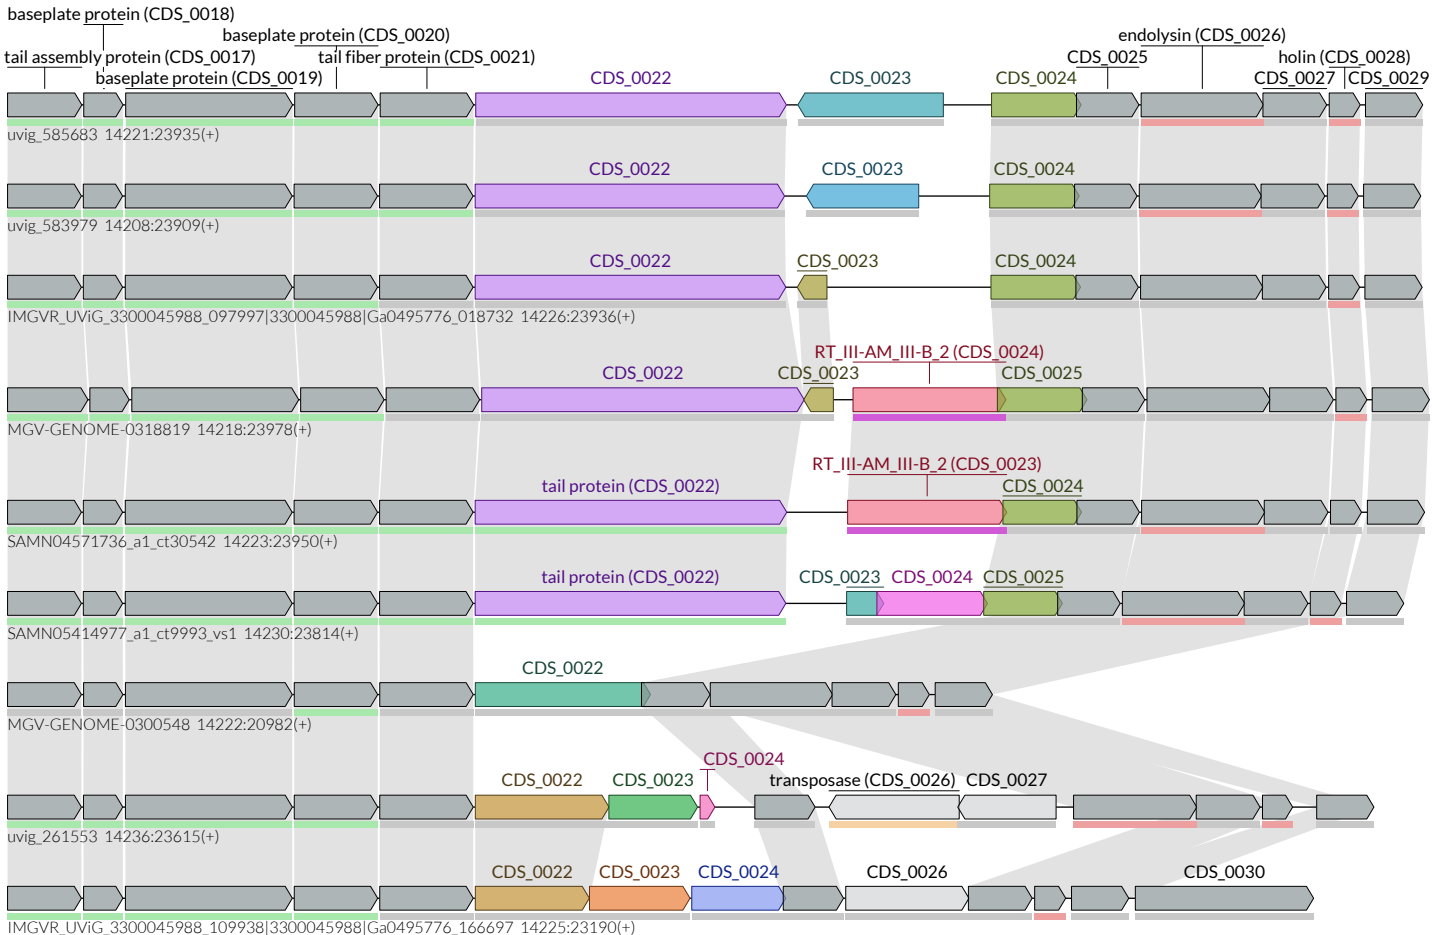 baseplate protein (CDS_0018)
baseplate protein (CDS_0020)
endolysin (CDS_0026)
tail assembly protein (CDS_0017)
tail fiber protein (CDS_0021)
CDS_0025
holin (CDS_0028)
baseplate protein (CDS_0019)
CDS_0022
CDS_0023
CDS_0024
CDS_0027
CDS_0029
uvig_585683 14221:23935(+)
CDS_0022
CDS_0023
CDS_0024
uvig_583979 14208:23909(+)
CDS_0022
CDS_0023
CDS_0024
IMGVR_UViG_3300045988_097997|3300045988|Ga0495776_018732 14226:23936(+)
RT_III-AM_III-B_2 (CDS_0024)
CDS_0022
CDS_0023
CDS_0025
MGV-GENOME-0318819 14218:23978(+)
RT_III-AM_III-B_2 (CDS_0023)
tail protein (CDS_0022)
CDS_0024
SAMN04571736_a1_ct30542 14223:23950(+)
tail protein (CDS_0022)
CDS_0023
CDS_0024
CDS_0025
SAMN05414977_a1_ct9993_vs1 14230:23814(+)
CDS_0022
MGV-GENOME-0300548 14222:20982(+)
CDS_0024
CDS_0022
CDS_0023
transposase (CDS_0026)
CDS_0027
uvig_261553 14236:23615(+)
CDS_0022
CDS_0023
CDS_0024
CDS_0026
CDS_0030
IMGVR_UViG_3300045988_109938|3300045988|Ga0495776_166697 14225:23190(+)